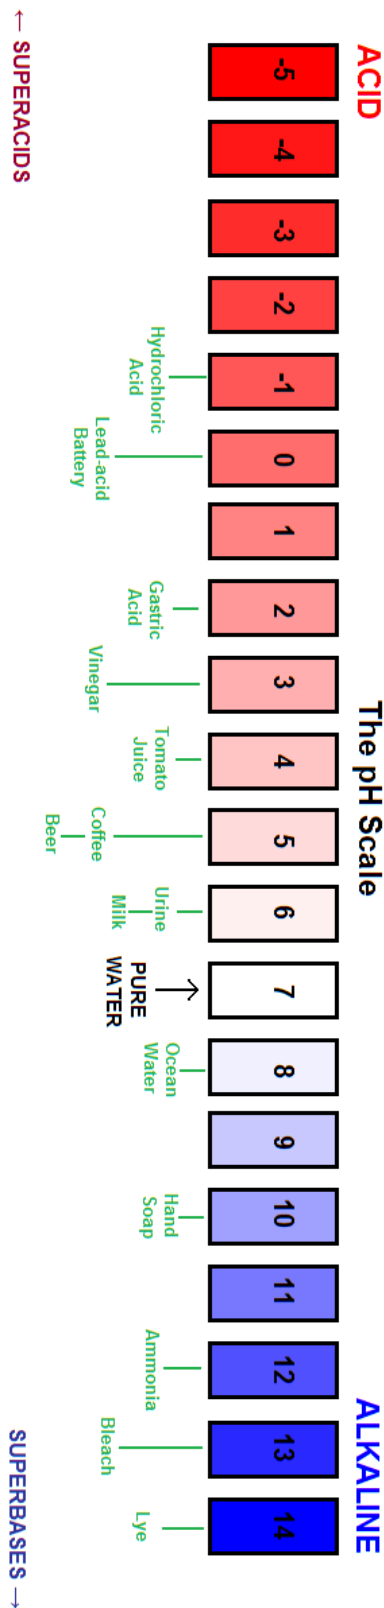 The pH Scale
ACID
ALKALINE
-5
-4
-3
-2
-1
0
1
2
3
4
5
6
7
8
9
10
11
12
13
14
Hydrochloric
Acid
Lead-acid
Battery
Gastric
Acid
Vinegar
Tomato
Juice
Coffee
Beer
Urine
Milk
PURE
WATER
Ocean
Water
Hand
Soap
Ammonia
Bleach
Lye
← SUPERACIDS
SUPERBASES →